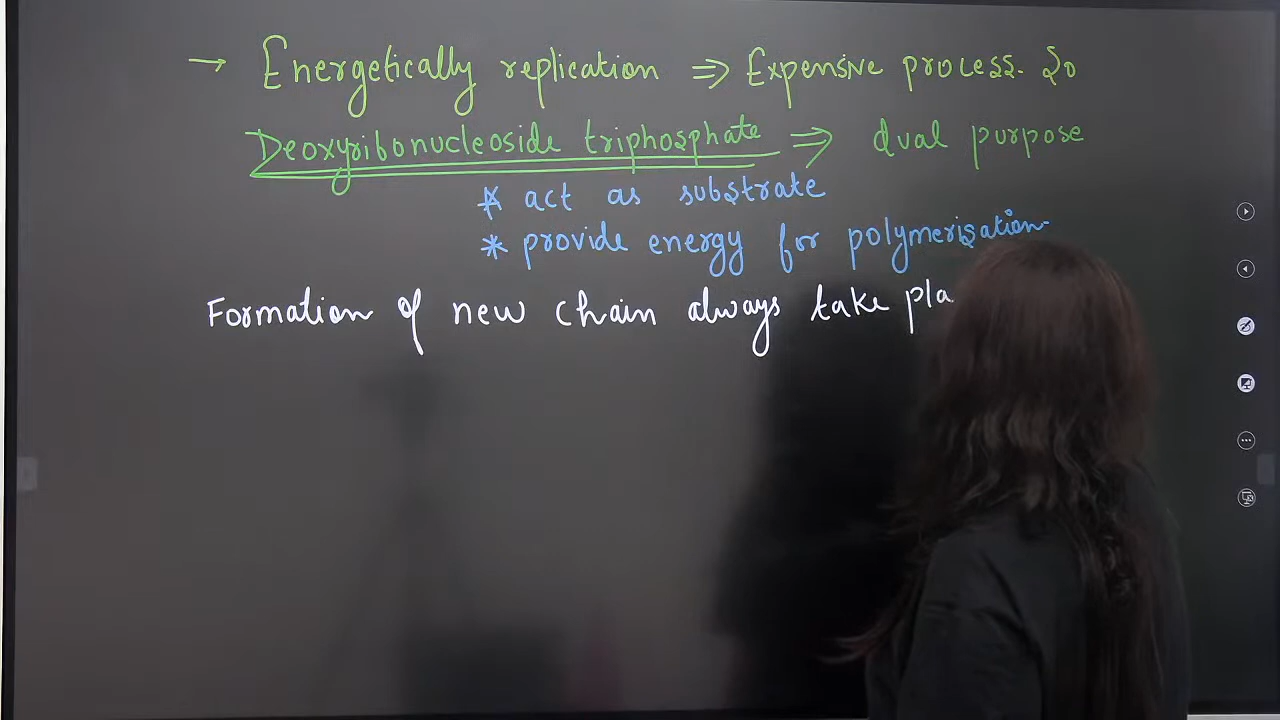 → Energetically replication ⇒ Expensive process. So
Deoxyribonucleoside triphosphate ⇒ dual purpose
* act as substrate
* provide energy for polymerisation.
Formation of new chain always take pla